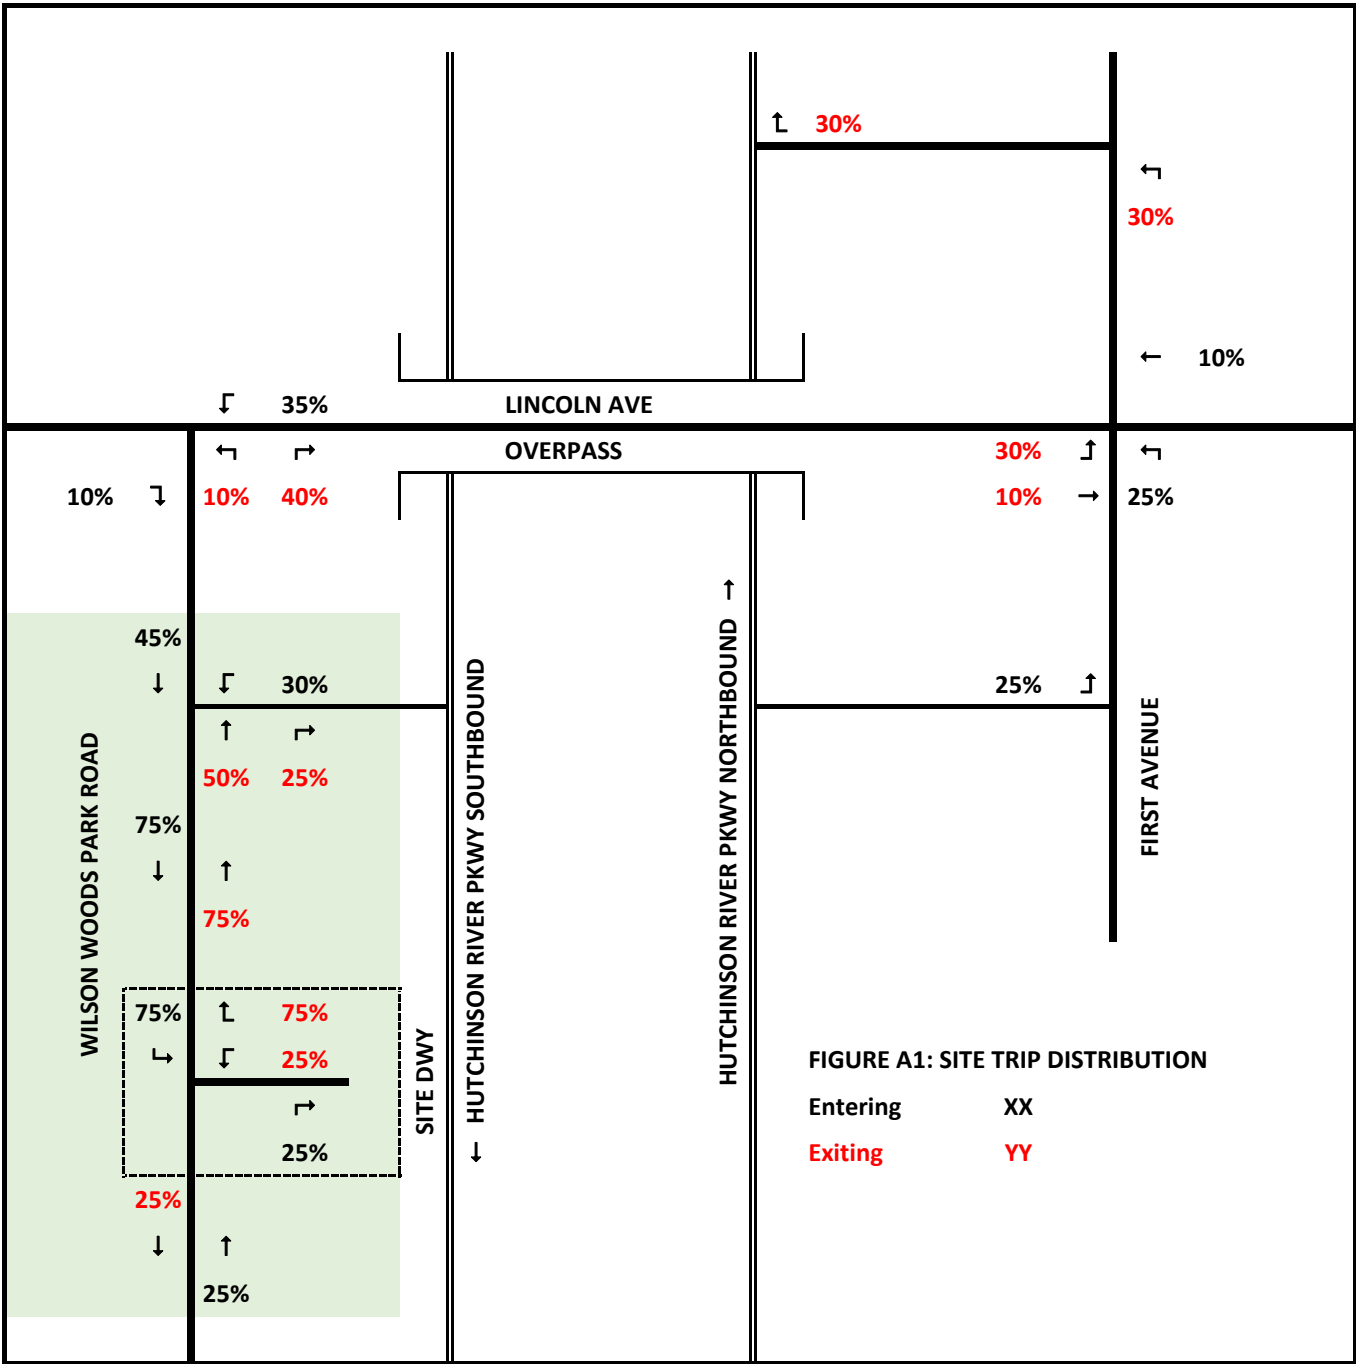 30%
30%
10%
35% LINCOLN AVE
OVERPASS 30%
10% 10% 40% 10% 25%
45%
30% 25%
50% 25%
75%
75%
75% 75%
25%
25%
25%
25%
WILSON WOODS PARK ROAD
SITE DWY
HUTCHINSON RIVER PKWY SOUTHBOUND
HUTCHINSON RIVER PKWY NORTHBOUND
FIRST AVENUE
FIGURE A1: SITE TRIP DISTRIBUTION
Entering XX
Exiting YY